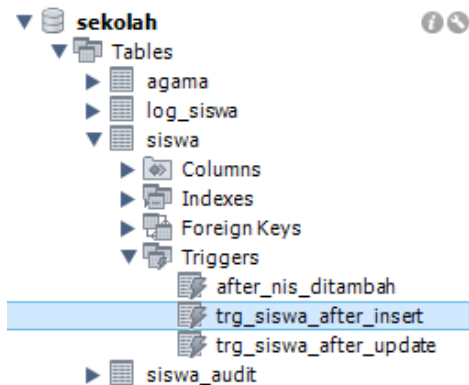 sekolah
Tables
agama
log_siswa
siswa
Columns
Indexes
Foreign Keys
Triggers
after_nis_ditambah
trg_siswa_after_insert
trg_siswa_after_update
siswa_audit